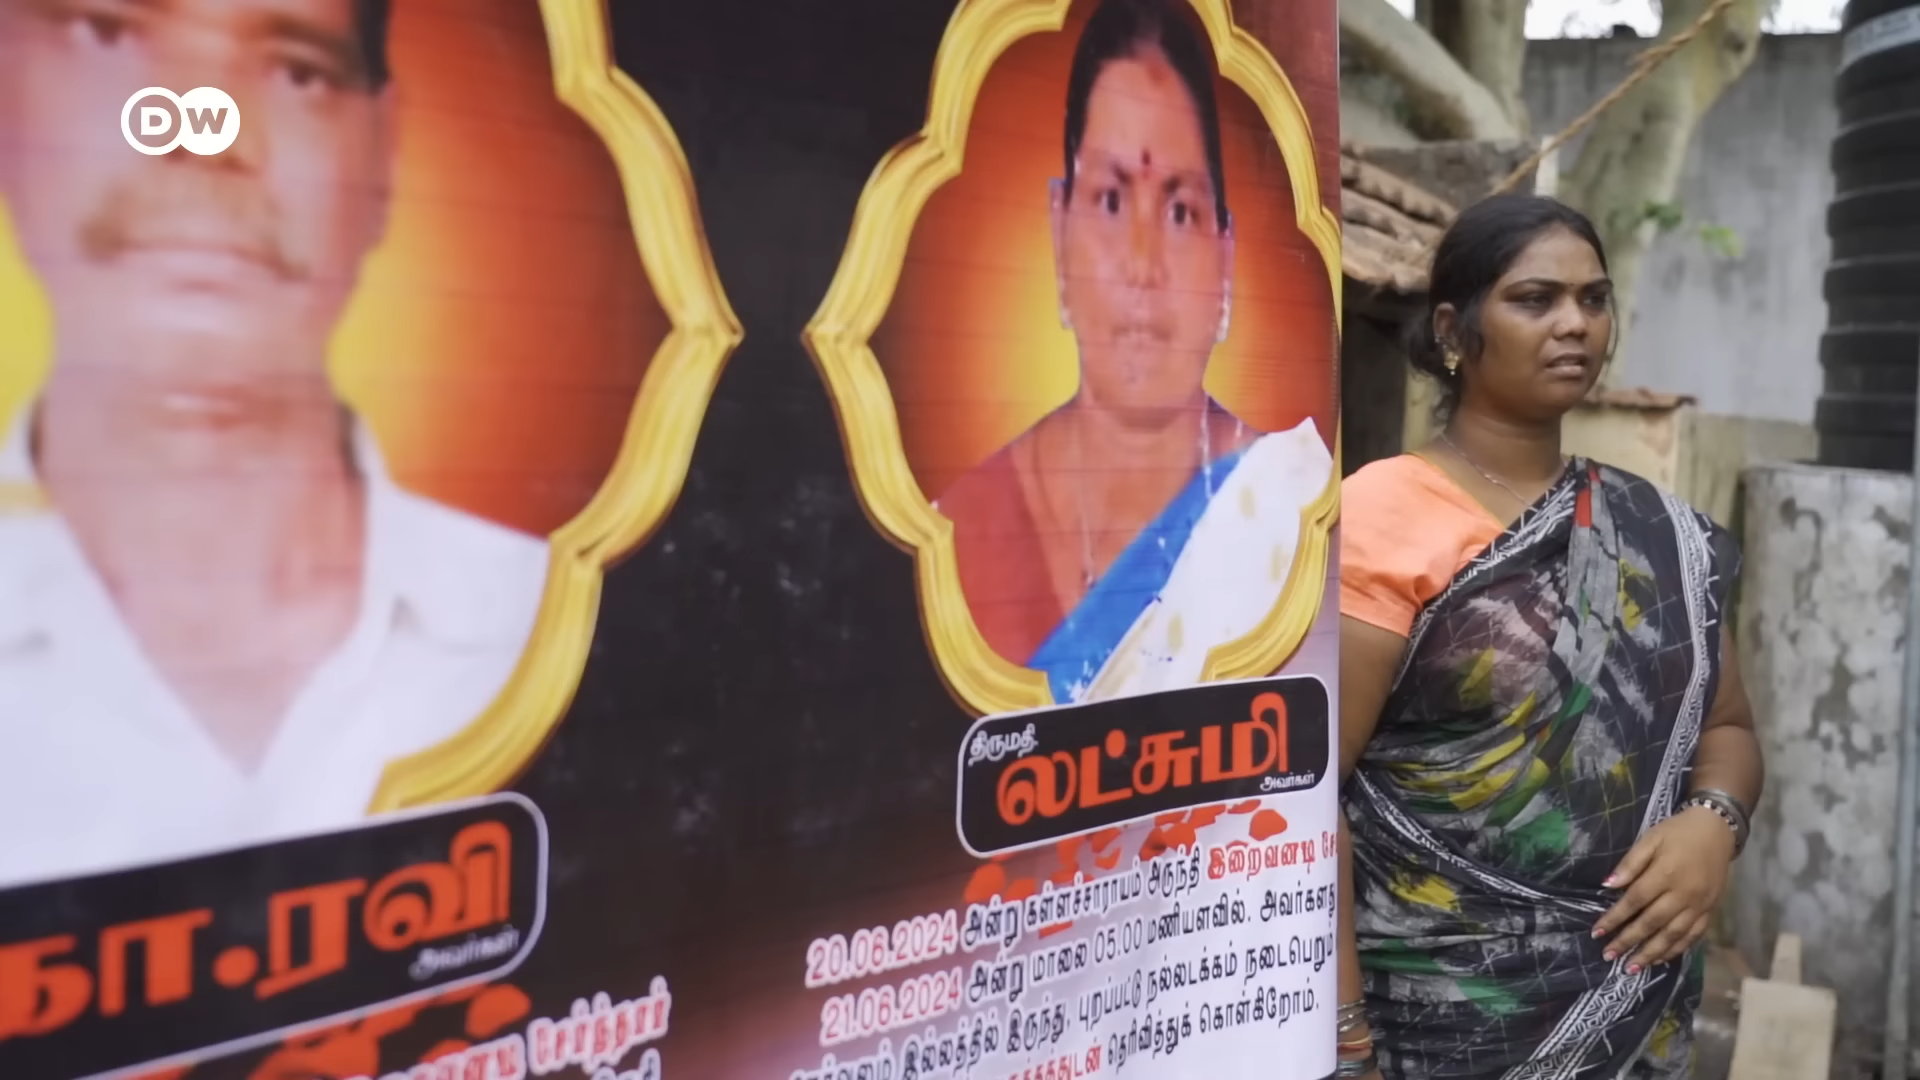 DW
திருமதி
லட்சுமி
அவர்கள்
கா.ரவி
அவர்கள்
சேர்ந்தார்
20.06.2024 அன்று கள்ளச்சாராயம் அருந்தி இறைவனடி
21.06.2024 அன்று மாலை 05.00 மணியளவில். அவர்களது
இல்லத்தில் இருந்து, புறப்பட்டு நல்லடக்கம் நடைபெறும்
தெரிவித்துக் கொள்கிறோம்.